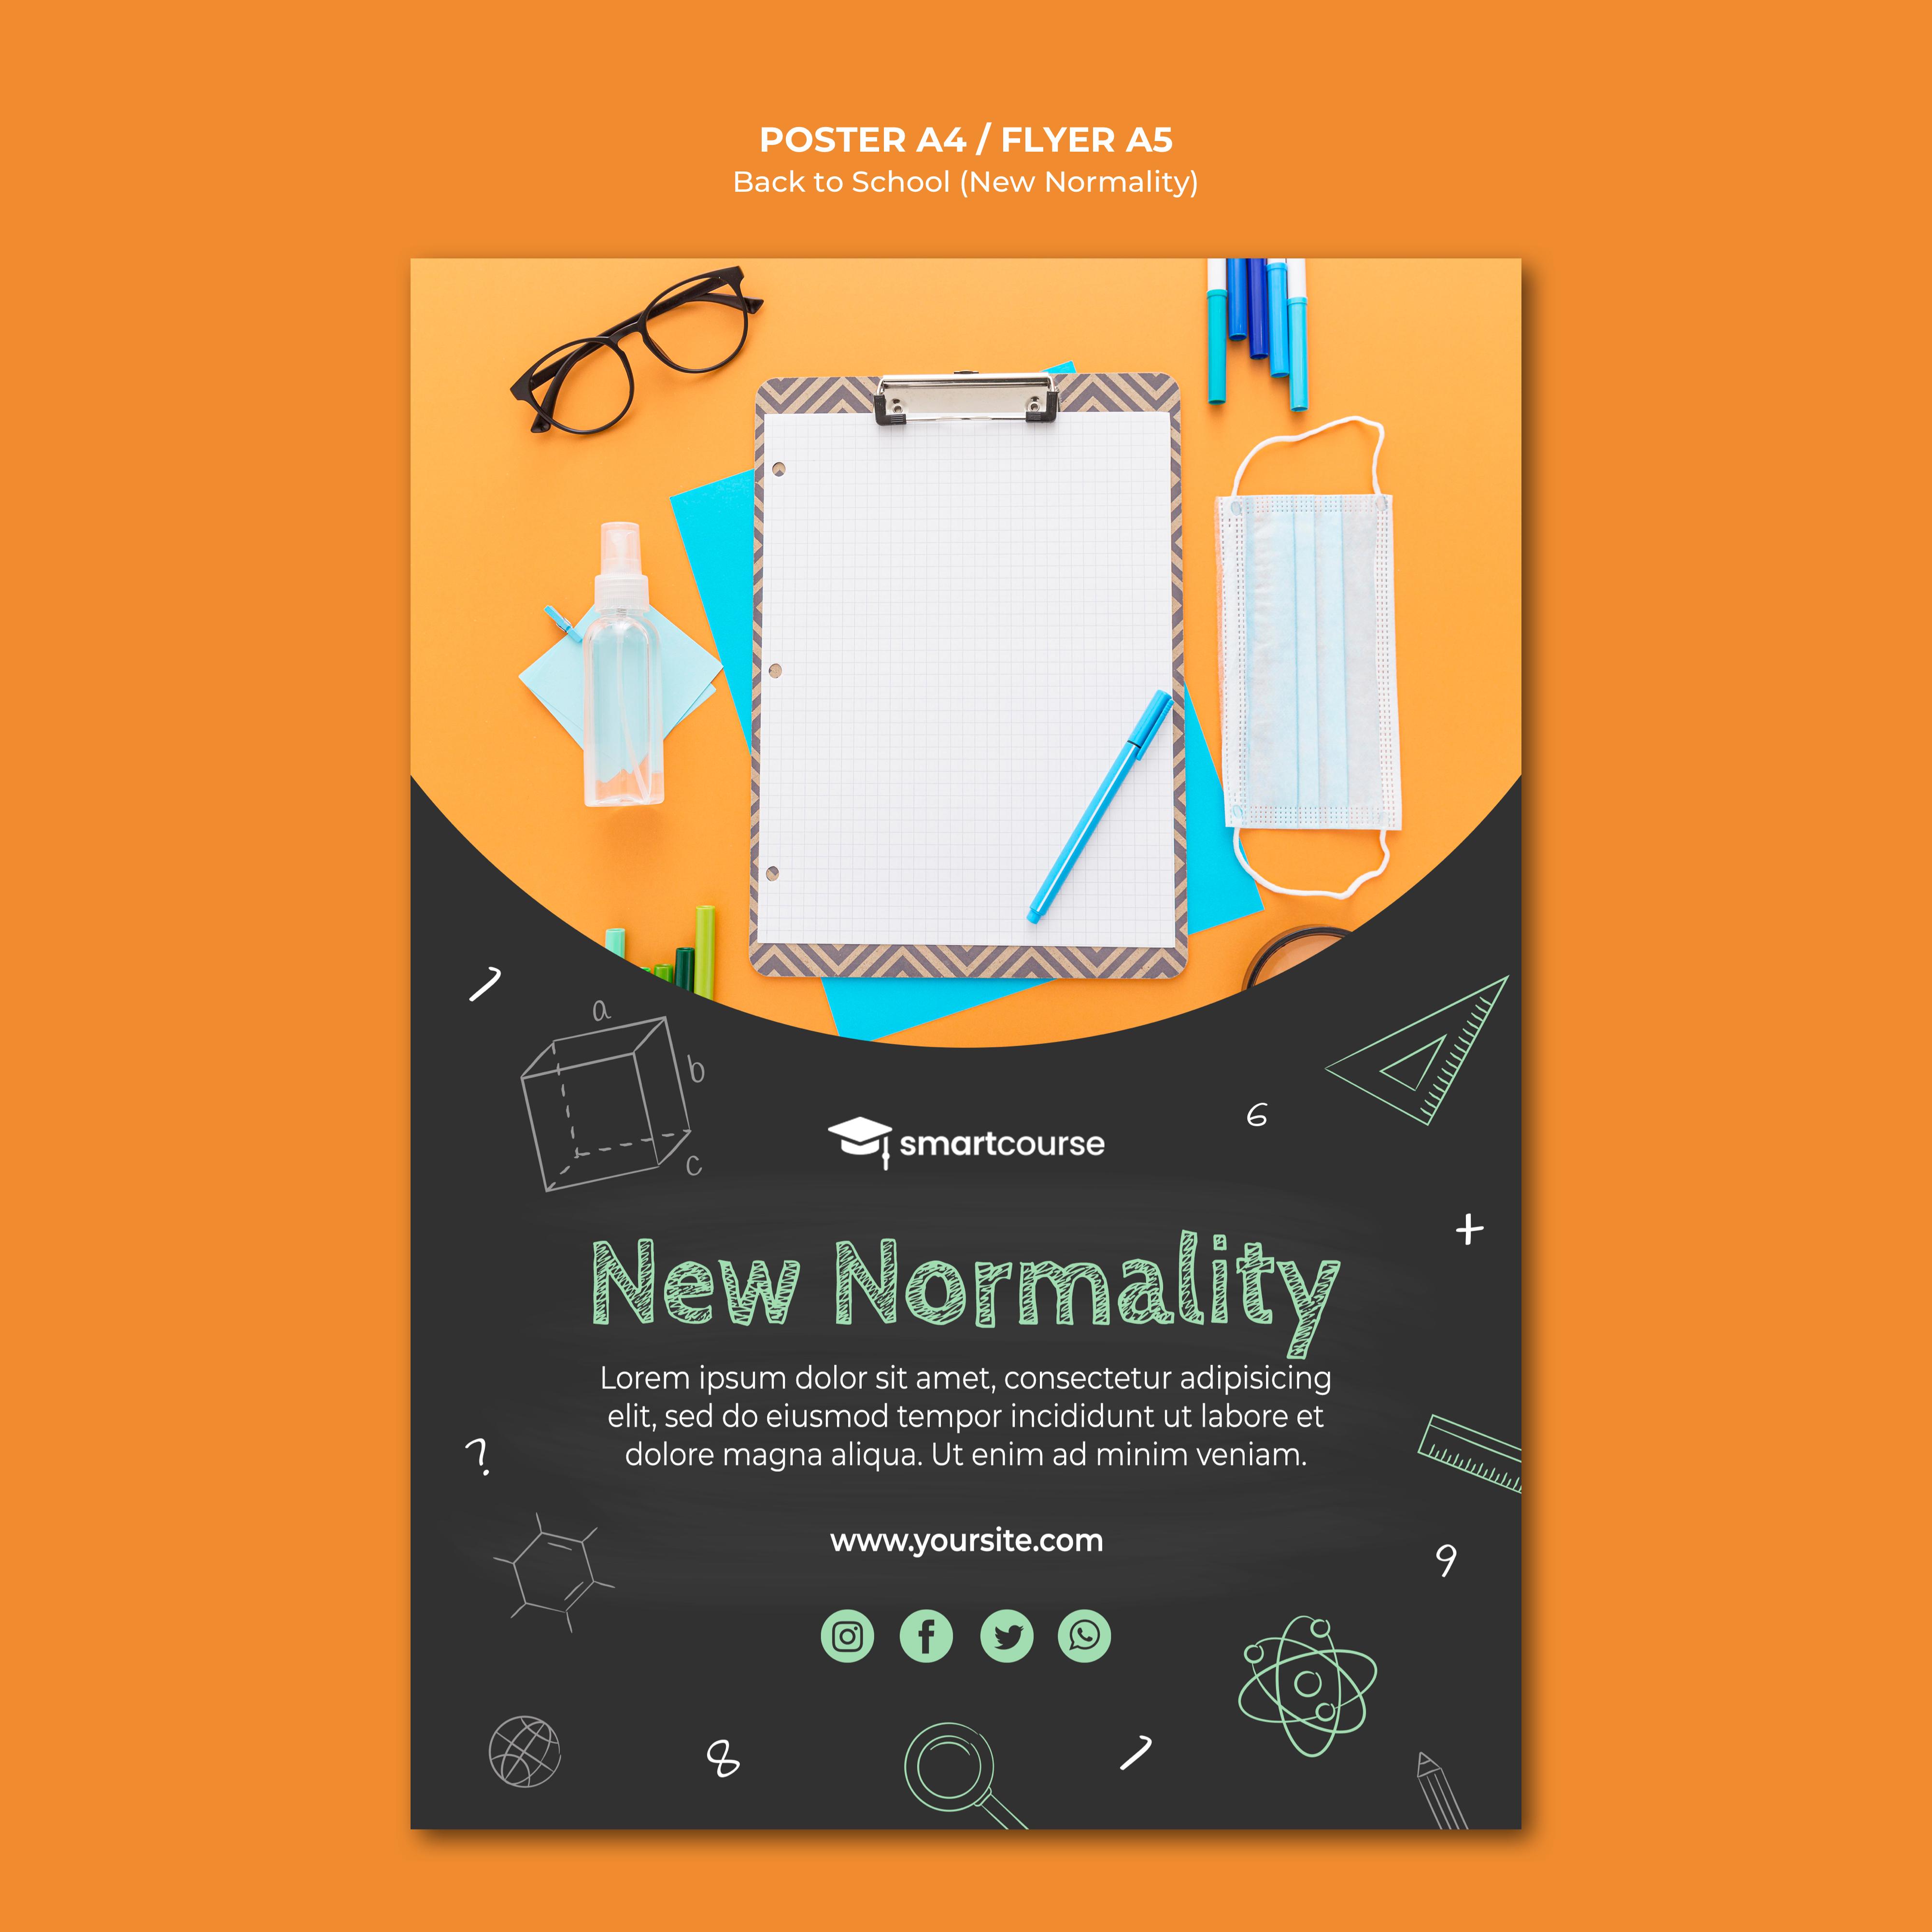 POSTER A4 / FLYER A5
Back to School (New Normality)
a
b
c
6
smartcourse
+
New Normality
Lorem ipsum dolor sit amet, consectetur adipisicing
elit, sed do eiusmod tempor incididunt ut labore et
dolore magna aliqua. Ut enim ad minim veniam.
?
www.yoursite.com
9
8